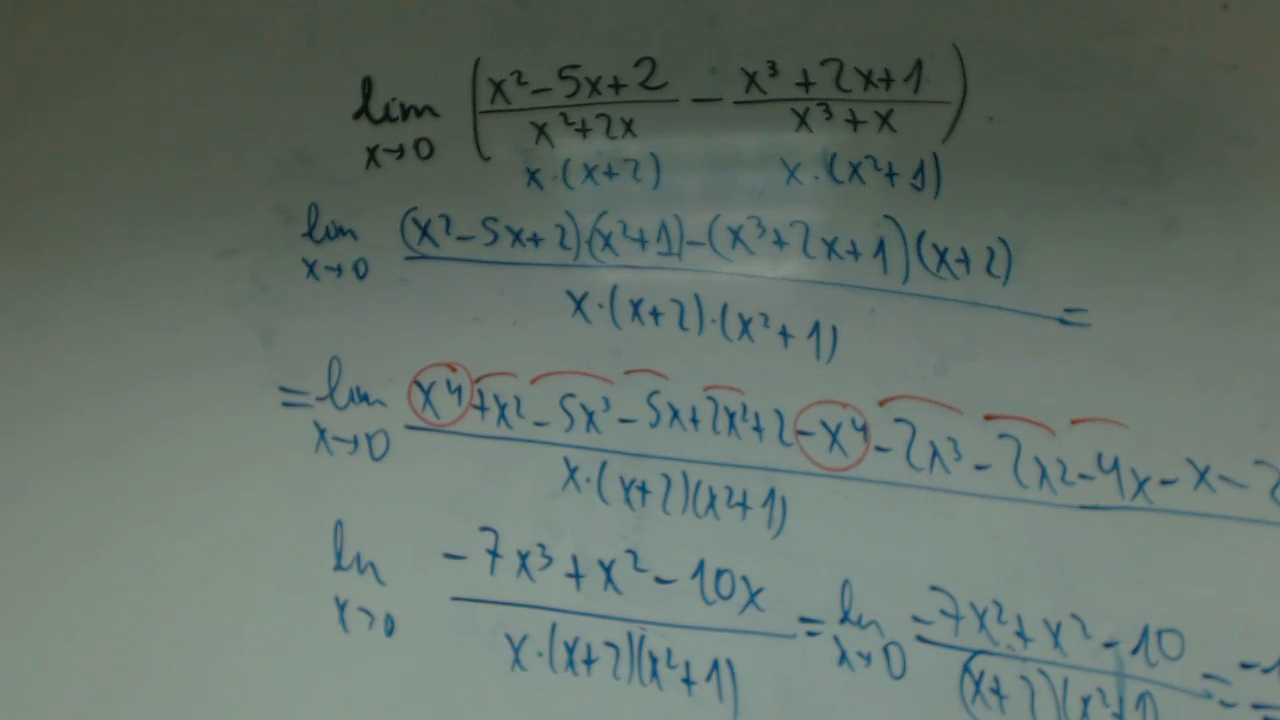 lim x→0 ( (x²-5x+2)/(x²+2x) - (x³+2x+1)/(x³+x) ).
x·(x+2) x·(x²+1)
lim x→0 ((x²-5x+2)·(x²+1)-(x³+2x+1)(x+2))/(x·(x+2)·(x²+1)) =
= lim x→0 (x⁴+x²-5x³-5x+2x²+2-x⁴-2x³-2x²-4x-x-2)/(x·(x+2)(x²+1))
lim x→0 (-7x³+x²-10x)/(x·(x+2)(x²+1)) = lim x→0 (-7x²+x²-10)/((x+2)(x²+1)) =